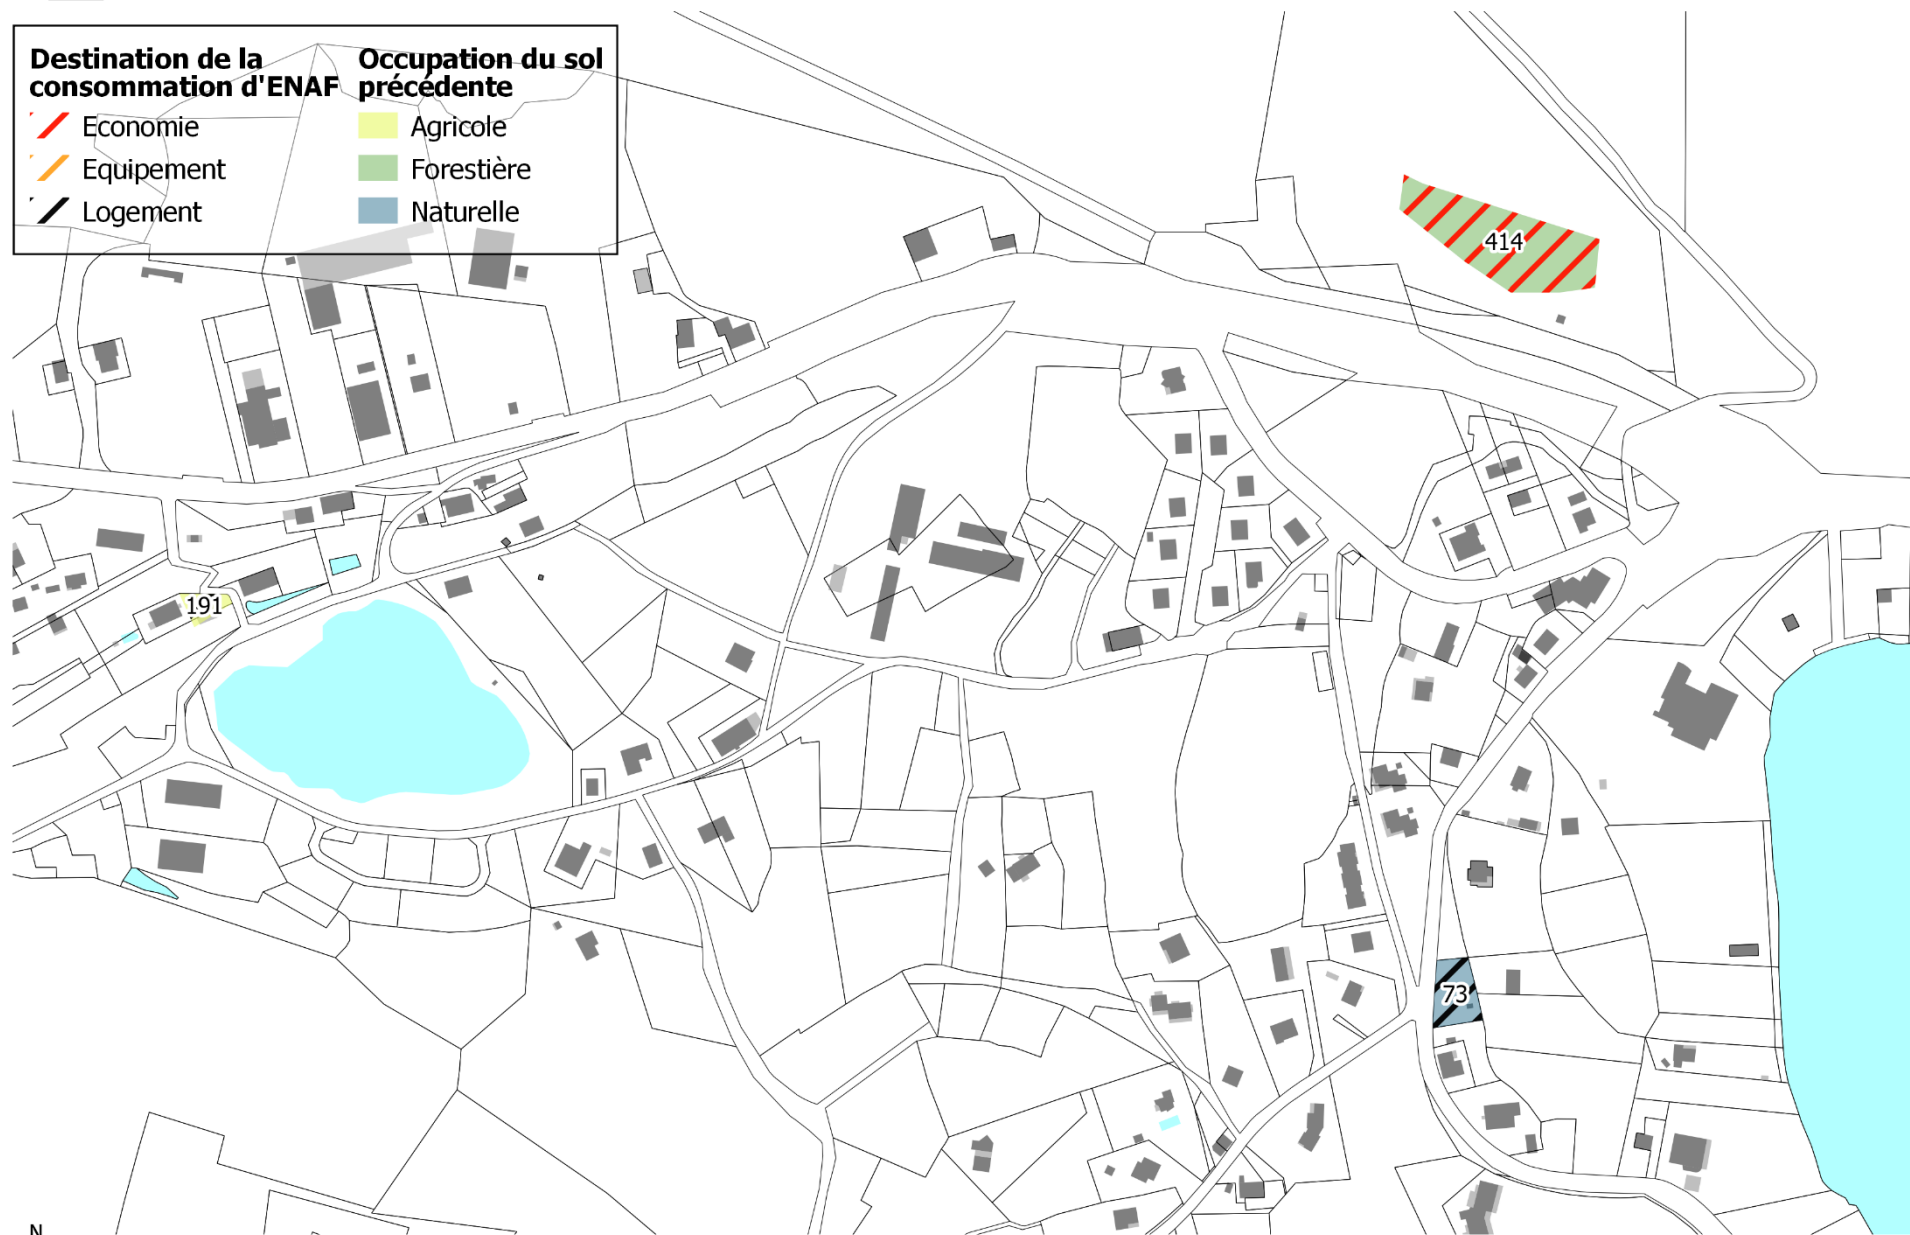 Destination de la
consommation d'ENAF
Economie
Equipement
Logement
Occupation du sol
précédente
Agricole
Forestière
Naturelle
414
191
73
N